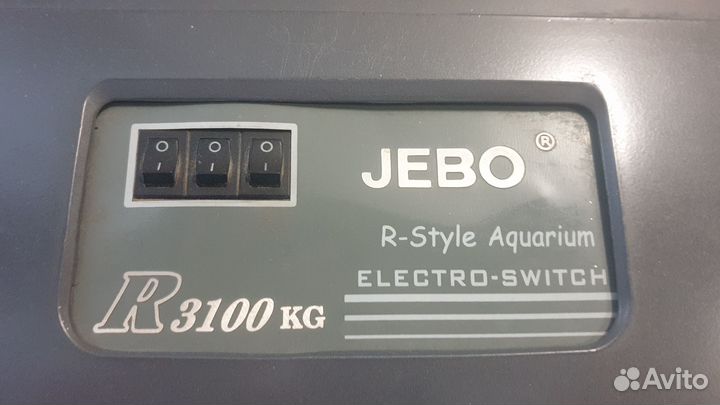 O O O
I I I
JEBO ®
R-Style Aquarium
ELECTRO-SWITCH
R3100 KG
Avito